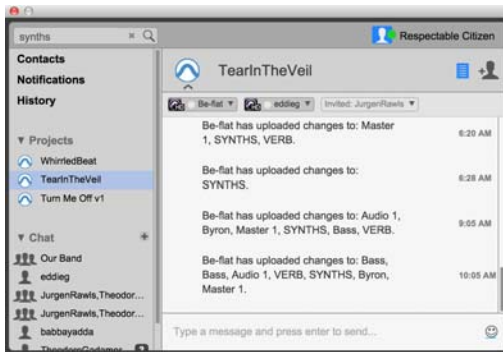 synths
Respectable Citizen
Contacts
Notifications
History
Projects
WhirledBeat
TearInTheVeil
Turn Me Off v1
Chat
Our Band
eddieg
JurgenRawls,Theodor...
JurgenRawls,Theodor...
babbayadda
TheodornGadamos
TearInTheVeil
Be-flat
eddieg
Invited: JurgenRawls
Be-flat has uploaded changes to: Master
1, SYNTHS, VERB.
6:20 AM
Be-flat has uploaded changes to:
SYNTHS.
6:28 AM
Be-flat has uploaded changes to: Audio 1,
Byron, Master 1, SYNTHS, Bass, VERB.
9:05 AM
Be-flat has uploaded changes to: Bass,
Bass, Audio 1, VERB, SYNTHS, Byron,
Master 1.
10:05 AM
Type a message and press enter to send...